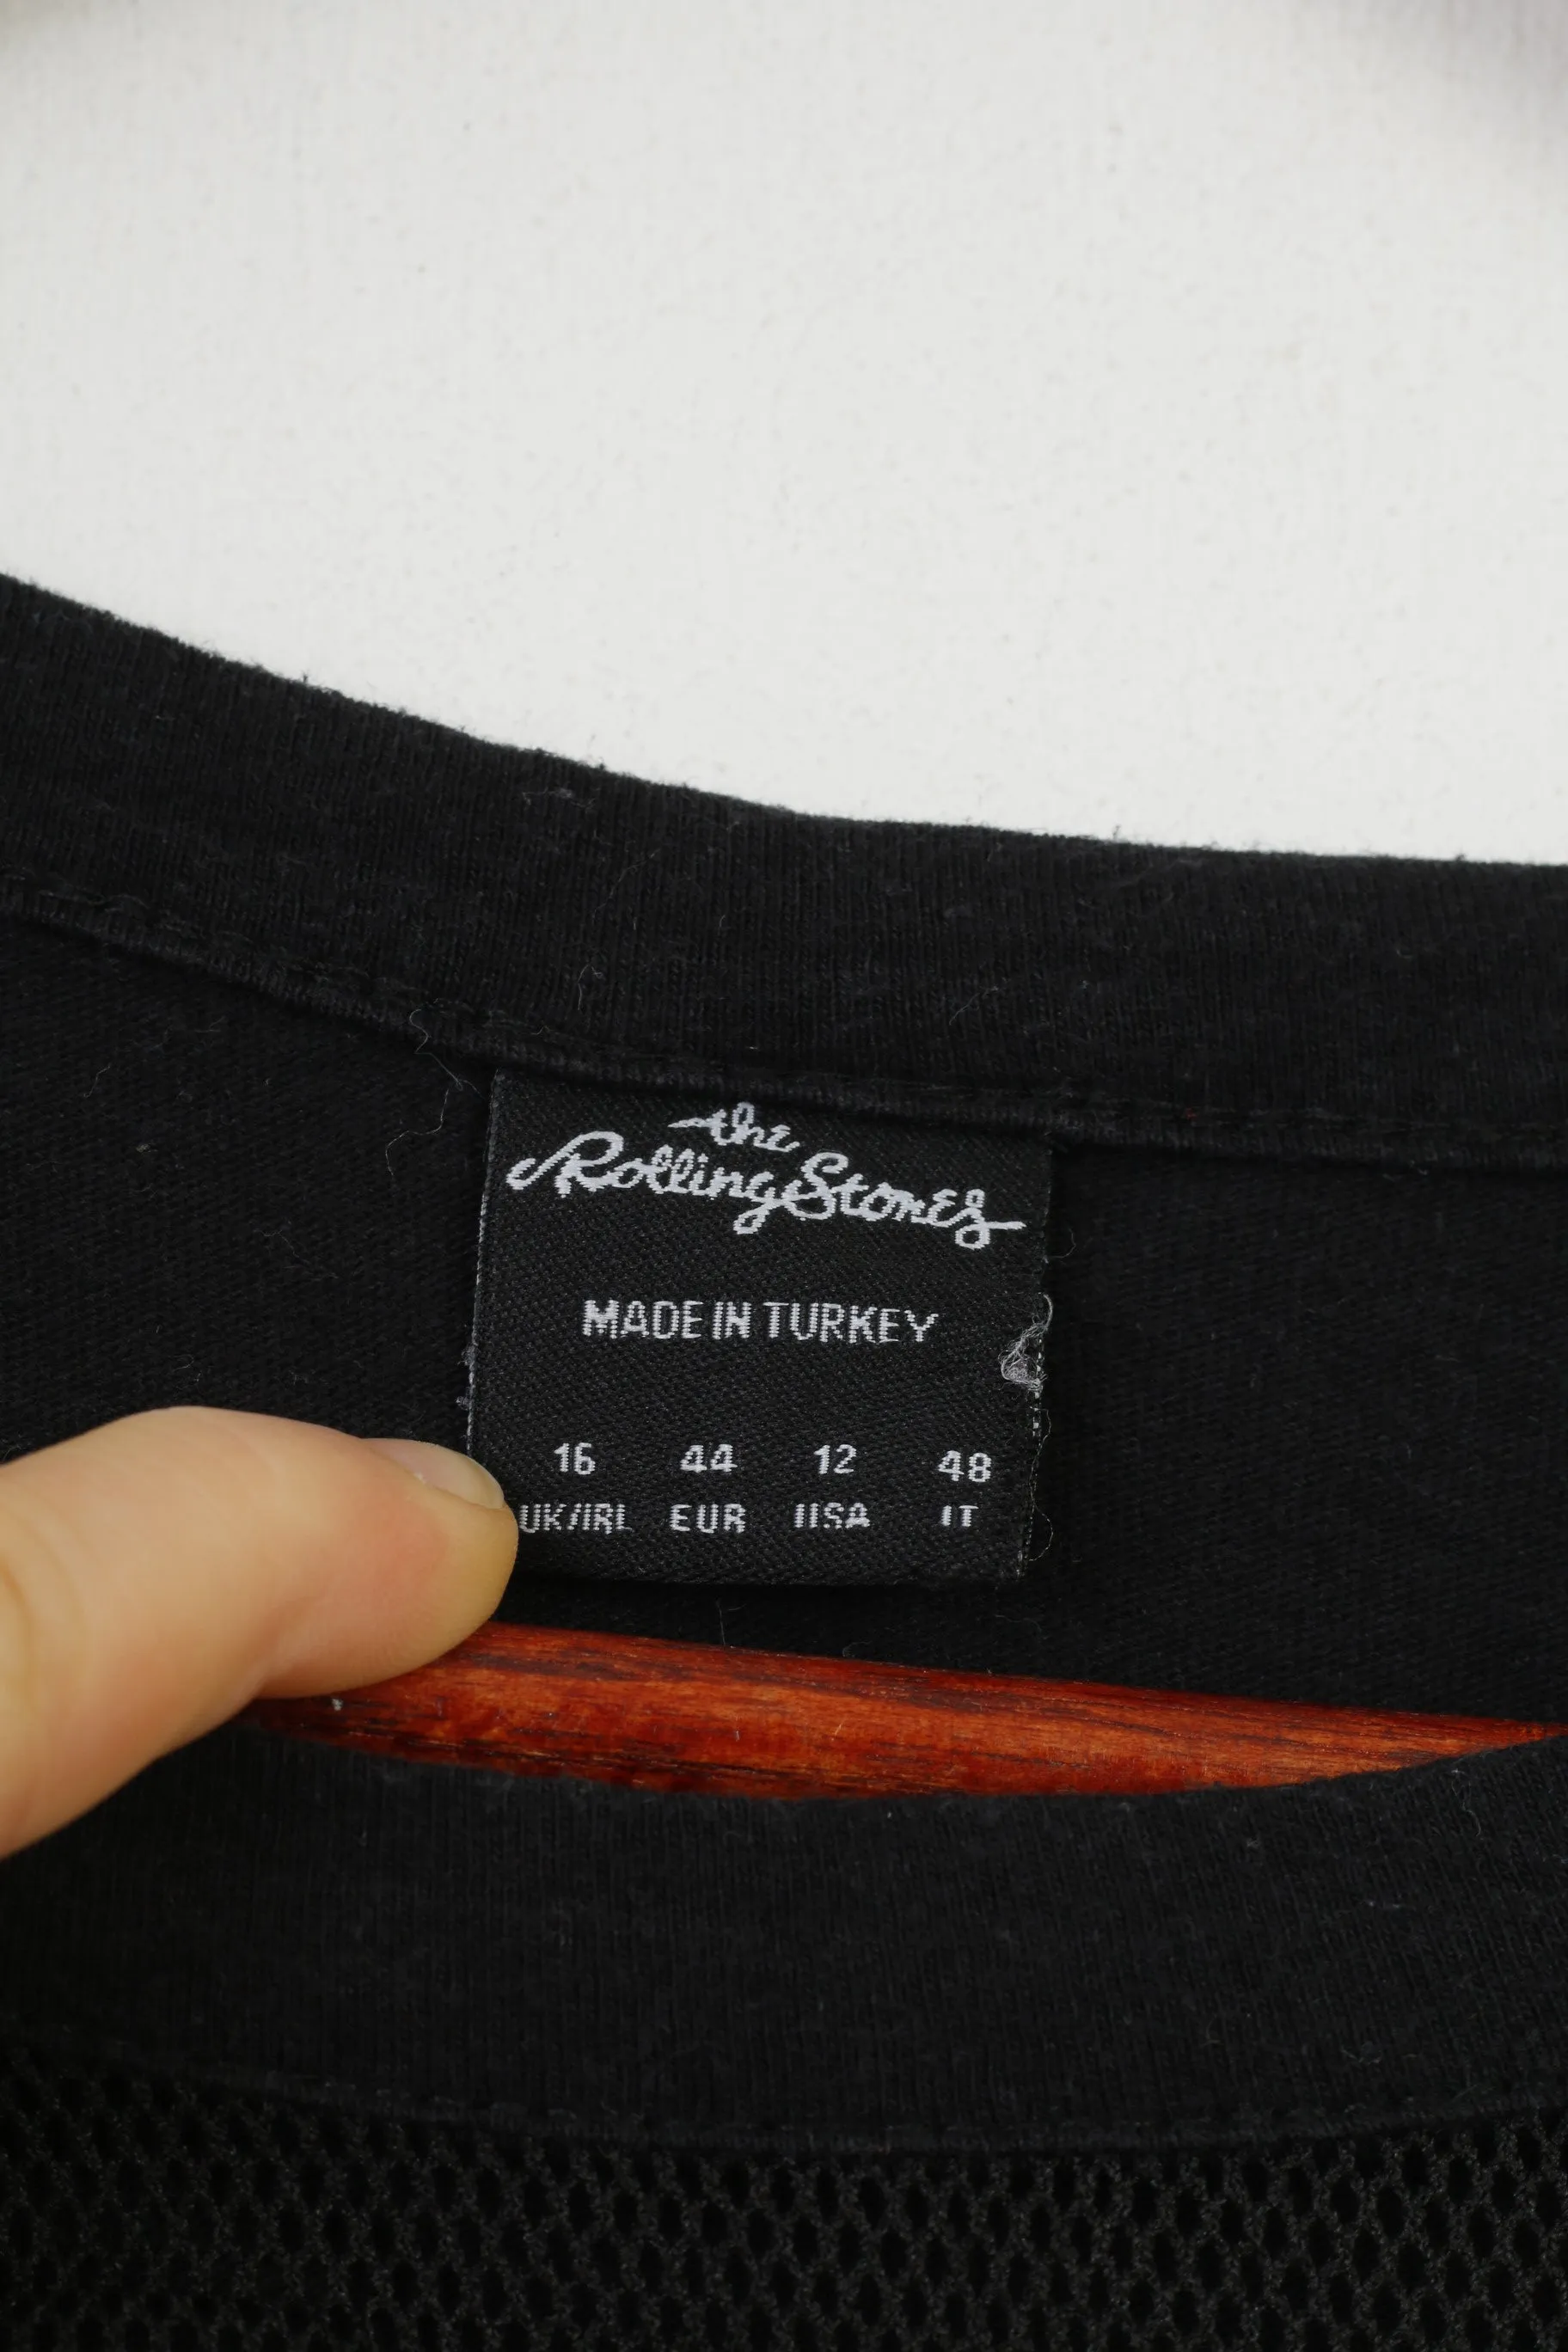 the
Rolling Stones
MADE IN TURKEY
16 44 12 48
UK/IRL EUR USA IT